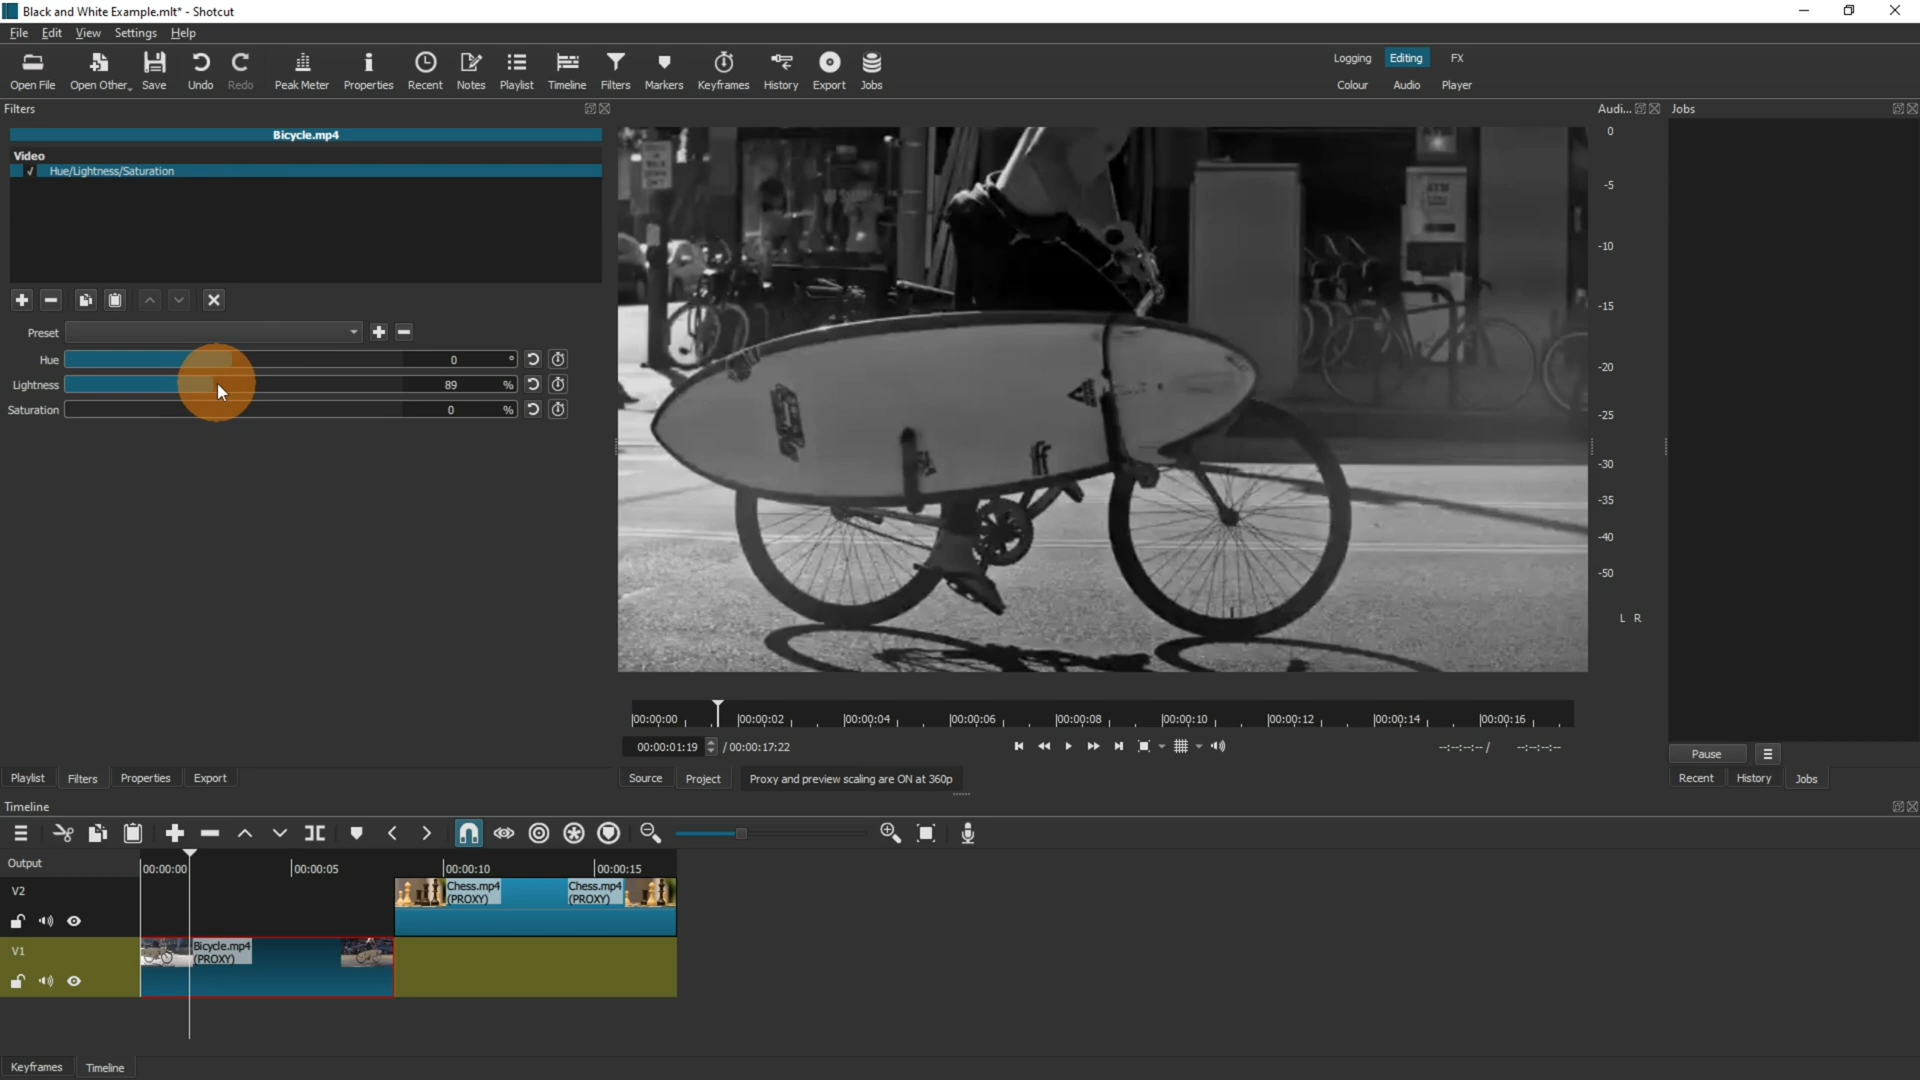 Black and White Example.mlt* - Shotcut
File Edit View Settings Help
Open File Open Other... Save Undo Redo Peak Meter Properties Recent Notes Playlist Timeline Filters Markers Keyframes History Export Jobs
Logging Editing FX
Colour Audio Player
Filters
Audi... Jobs
Bicycle.mp4
Video
Hue/Lightness/Saturation
Preset
Hue 0 °
Lightness 89 %
Saturation 0 %
0
-5
-10
-15
-20
-25
-30
-35
-40
-50
L R
ATM
00:00:00 00:00:02 00:00:04 00:00:06 00:00:08 00:00:10 00:00:12 00:00:14 00:00:16
00:00:01:19 / 00:00:17:22 --:--:--:-- / --:--:--:--
Pause
Playlist Filters Properties Export
Source Project Proxy and preview scaling are ON at 360p
Recent History Jobs
Timeline
Output
00:00:00 00:00:05 00:00:10 00:00:15
V2
Chess.mp4
(PROXY)
Chess.mp4
(PROXY)
V1
Bicycle.mp4
(PROXY)
Keyframes Timeline